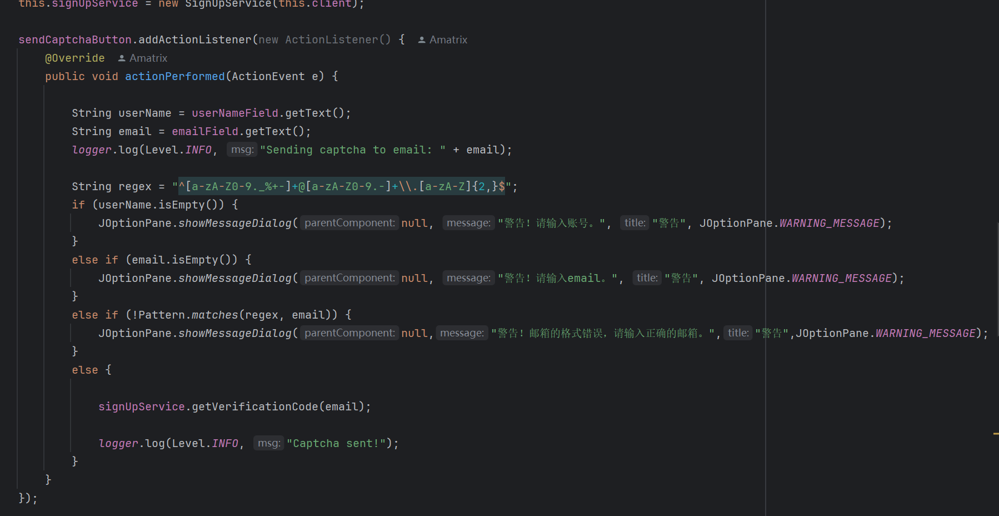 this.signUpService = new SignUpService(this.client);
sendCaptchaButton.addActionListener(new ActionListener() { Amatrix
@Override Amatrix
public void actionPerformed(ActionEvent e) {
String userName = userNameField.getText();
String email = emailField.getText();
logger.log(Level.INFO, msg: "Sending captcha to email: " + email);
String regex = "^[a-zA-Z0-9._%+-]+@[a-zA-Z0-9.-]+\\.[a-zA-Z]{2,}$";
if (userName.isEmpty()) {
JOptionPane.showMessageDialog( parentComponent: null, message: "警告！请输入账号。", title: "警告", JOptionPane.WARNING_MESSAGE);
}
else if (email.isEmpty()) {
JOptionPane.showMessageDialog( parentComponent: null, message: "警告！请输入email。", title: "警告", JOptionPane.WARNING_MESSAGE);
}
else if (!Pattern.matches(regex, email)) {
JOptionPane.showMessageDialog( parentComponent: null, message: "警告！邮箱的格式错误，请输入正确的邮箱。", title: "警告",JOptionPane.WARNING_MESSAGE);
}
else {
signUpService.getVerificationCode(email);
logger.log(Level.INFO, msg: "Captcha sent!");
}
}
});